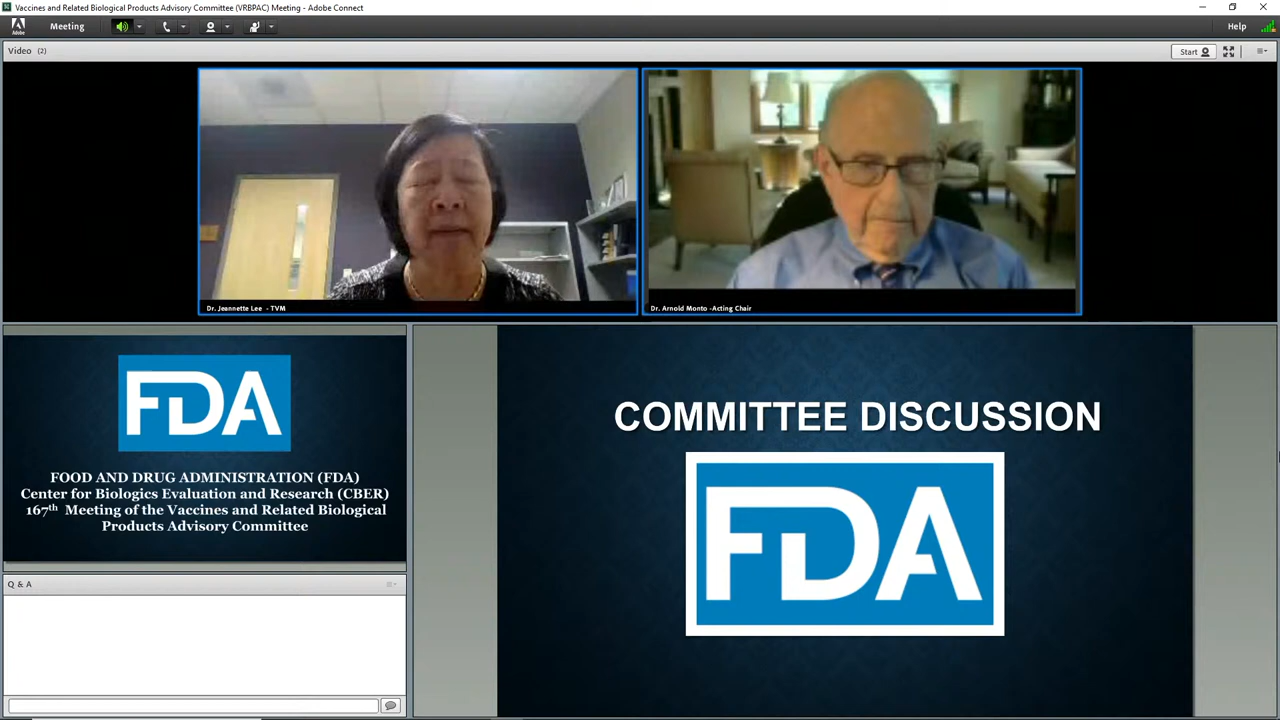 Vaccines and Related Biological Products Advisory Committee (VRBPAC) Meeting - Adobe Connect
Adobe
Meeting
Help
Video (2)
Start
Dr. Jeannette Lee - TVM
Dr. Arnold Monto -Acting Chair
FDA
FOOD AND DRUG ADMINISTRATION (FDA)
Center for Biologics Evaluation and Research (CBER)
167th Meeting of the Vaccines and Related Biological
Products Advisory Committee
Q & A
COMMITTEE DISCUSSION
FDA